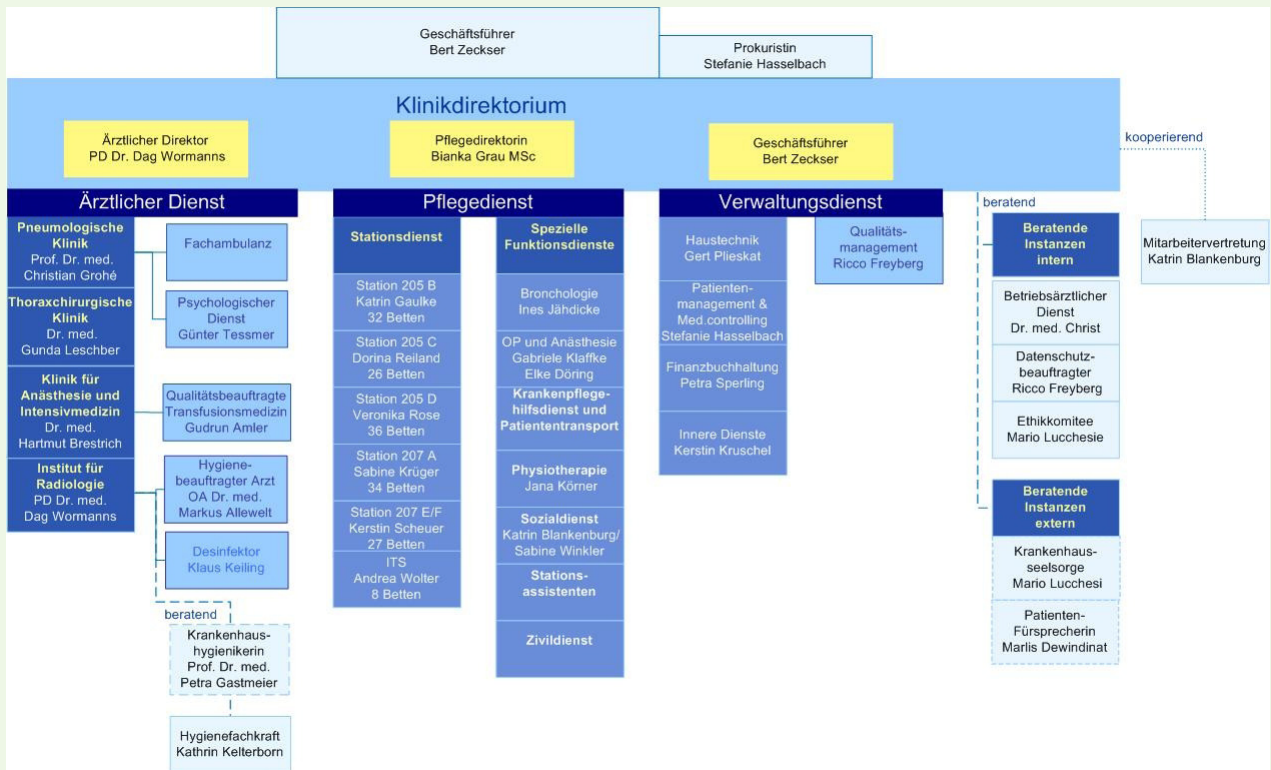 Geschäftsführer
Bert Zeckser
Prokuristin
Stefanie Hasselbach
Klinikdirektorium
Ärztlicher Direktor
PD Dr. Dag Wormanns
Pflegedirektorin
Bianka Grau MSc
Geschäftsführer
Bert Zeckser
kooperierend
Mitarbeitervertretung
Katrin Blankenburg
Ärztlicher Dienst
Pneumologische
Klinik
Prof. Dr. med.
Christian Grohé
Thoraxchirurgische
Klinik
Dr. med.
Gunda Leschber
Klinik für
Anästhesie und
Intensivmedizin
Dr. med.
Hartmut Brestrich
Institut für
Radiologie
PD Dr. med.
Dag Wormanns
Fachambulanz
Psychologischer
Dienst
Günter Tessmer
Qualitätsbeauftragte
Transfusionsmedizin
Gudrun Amler
Hygiene-
beauftragter Arzt
OA Dr. med.
Markus Allewelt
Desinfektor
Klaus Keiling
beratend
Krankenhaus-
hygienikerin
Prof. Dr. med.
Petra Gastmeier
Hygienefachkraft
Kathrin Kelterborn
Pflegedienst
Stationsdienst
Station 205 B
Katrin Gaulke
32 Betten
Station 205 C
Dorina Reiland
26 Betten
Station 205 D
Veronika Rose
36 Betten
Station 207 A
Sabine Krüger
34 Betten
Station 207 E/F
Kerstin Scheuer
27 Betten
ITS
Andrea Wolter
8 Betten
Spezielle
Funktionsdienste
Bronchologie
Ines Jähdicke
OP und Anästhesie
Gabriele Klaffke
Elke Döring
Krankenpflege-
hilfsdienst und
Patiententransport
Physiotherapie
Jana Körner
Sozialdienst
Katrin Blankenburg/
Sabine Winkler
Stations-
assistenten
Zivildienst
Verwaltungsdienst
Haustechnik
Gert Plieskat
Patienten-
management &
Med.controlling
Stefanie Hasselbach
Finanzbuchhaltung
Petra Sperling
Innere Dienste
Kerstin Kruschel
Qualitäts-
management
Ricco Freyberg
beratend
Beratende
Instanzen
intern
Betriebsärztlicher
Dienst
Dr. med. Christ
Datenschutz-
beauftragter
Ricco Freyberg
Ethikkomitee
Mario Lucchesie
Beratende
Instanzen
extern
Krankenhaus-
seelsorge
Mario Lucchesi
Patienten-
Fürsprecherin
Marlis Dewindinat